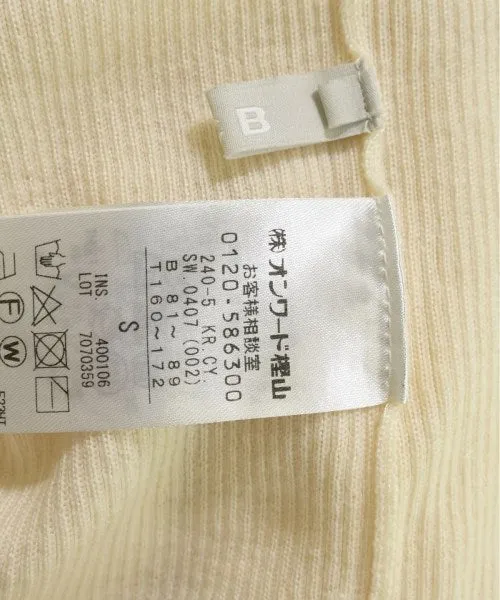 B
(株) オンワード樫山
お客様相談室
0120-586300
240-5 KR.CY.
SW.0407 (002)
B 81~ 89
T160~172
S
INS 400106
LOT 7070359
F
W